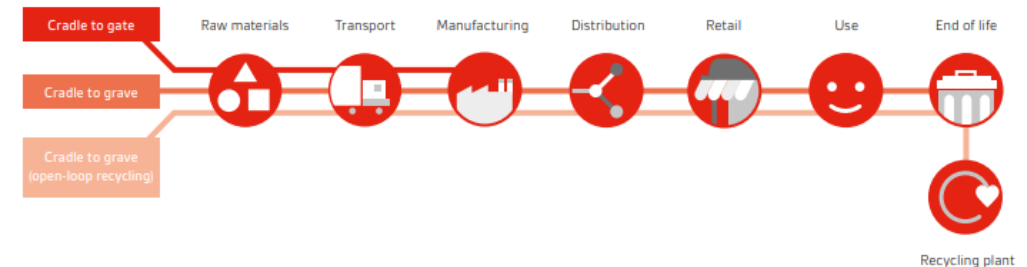 Cradle to gate
Raw materials
Transport
Manufacturing
Distribution
Retail
Use
End of life
Cradle to grave
Cradle to grave
(open-loop recycling)
Recycling plant